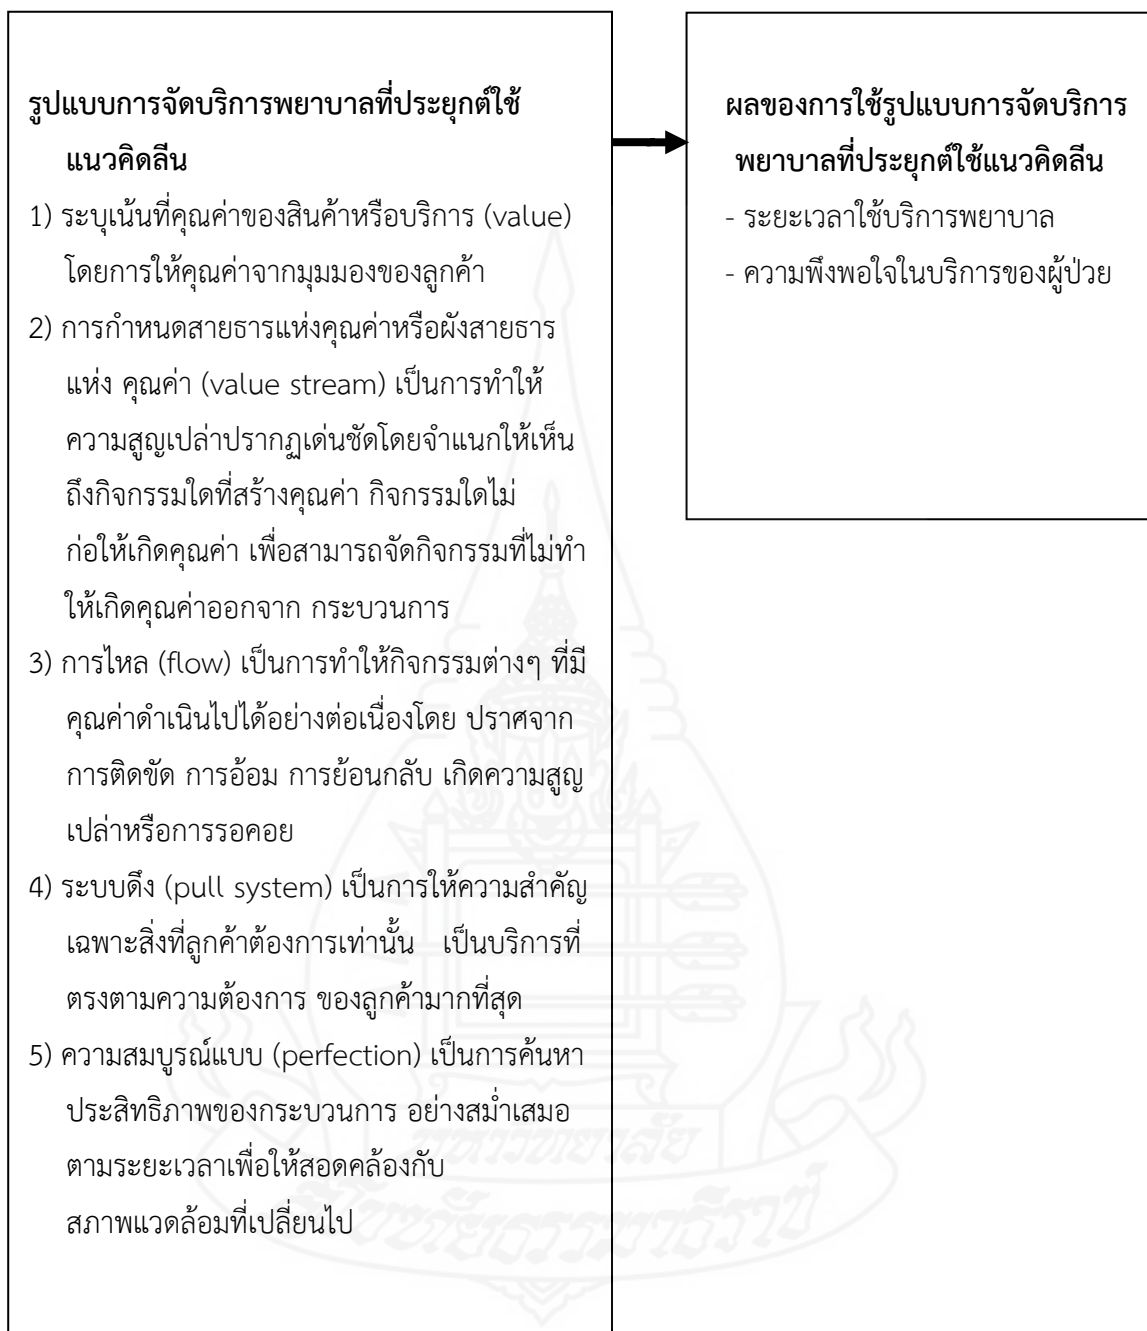 รูปแบบการจัดบริการพยาบาลที่ประยุกต์ใช้
แนวคิดลีน
1) ระบุเน้นที่คุณค่าของสินค้าหรือบริการ (value)
โดยการให้คุณค่าจากมุมมองของลูกค้า
2) การกำหนดสายธารแห่งคุณค่าหรือผังสายธาร
แห่ง คุณค่า (value stream) เป็นการทำให้
ความสูญเปล่าปรากฏเด่นชัดโดยจำแนกให้เห็น
ถึงกิจกรรมใดที่สร้างคุณค่า กิจกรรมใดไม่
ก่อให้เกิดคุณค่า เพื่อสามารถจัดกิจกรรมที่ไม่ทำ
ให้เกิดคุณค่าออกจาก กระบวนการ
3) การไหล (flow) เป็นการทำให้กิจกรรมต่างๆ ที่มี
คุณค่าดำเนินไปได้อย่างต่อเนื่องโดย ปราศจาก
การติดขัด การอ้อม การย้อนกลับ เกิดความสูญ
เปล่าหรือการรอคอย
4) ระบบดึง (pull system) เป็นการให้ความสำคัญ
เฉพาะสิ่งที่ลูกค้าต้องการเท่านั้น เป็นบริการที่
ตรงตามความต้องการ ของลูกค้ามากที่สุด
5) ความสมบูรณ์แบบ (perfection) เป็นการค้นหา
ประสิทธิภาพของกระบวนการ อย่างสม่ำเสมอ
ตามระยะเวลาเพื่อให้สอดคล้องกับ
สภาพแวดล้อมที่เปลี่ยนไป
ผลของการใช้รูปแบบการจัดบริการ
พยาบาลที่ประยุกต์ใช้แนวคิดลีน
- ระยะเวลาใช้บริการพยาบาล
- ความพึงพอใจในบริการของผู้ป่วย
มหาวิทยาลัย
สุโขทัยธรรมาธิราช